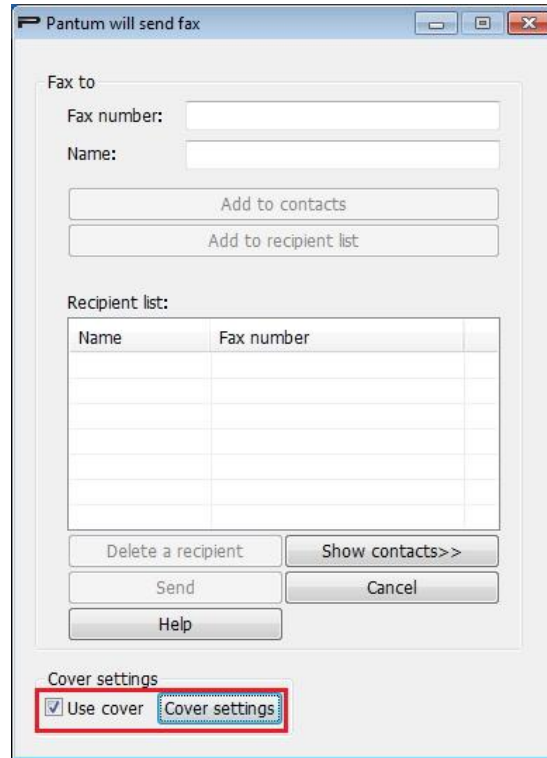 Pantum will send fax
Fax to
Fax number:
Name:
Add to contacts
Add to recipient list
Recipient list:
Name Fax number
Delete a recipient Show contacts>>
Send Cancel
Help
Cover settings
Use cover Cover settings